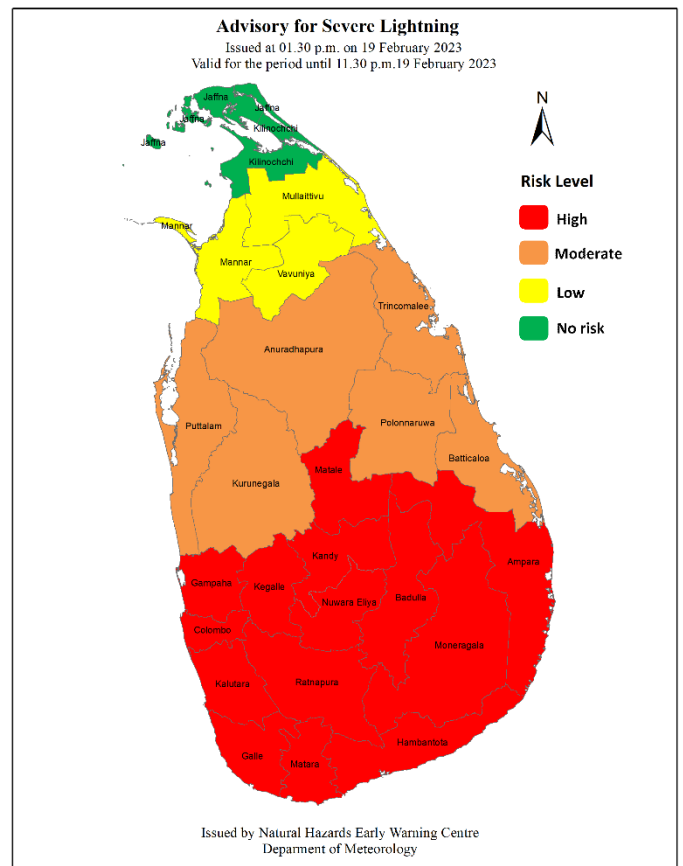 Advisory for Severe Lightning
Issued at 01.30 p.m. on 19 February 2023
Valid for the period until 11.30 p.m.19 February 2023
Jaffna
Jaffna
Jaffna
Kilinochchi
Jaffna
Kilinochchi
N
Risk Level
High
Moderate
Low
No risk
Mullaittivu
Mannar
Mannar
Vavuniya
Trincomalee
Anuradhapura
Puttalam
Polonnaruwa
Kurunegala
Batticaloa
Matale
Kandy
Ampara
Gampaha
Kegalle
Nuwara Eliya
Badulla
Colombo
Moneragala
Kalutara
Ratnapura
Hambantota
Galle
Matara
Issued by Natural Hazards Early Warning Centre
Deparment of Meteorology